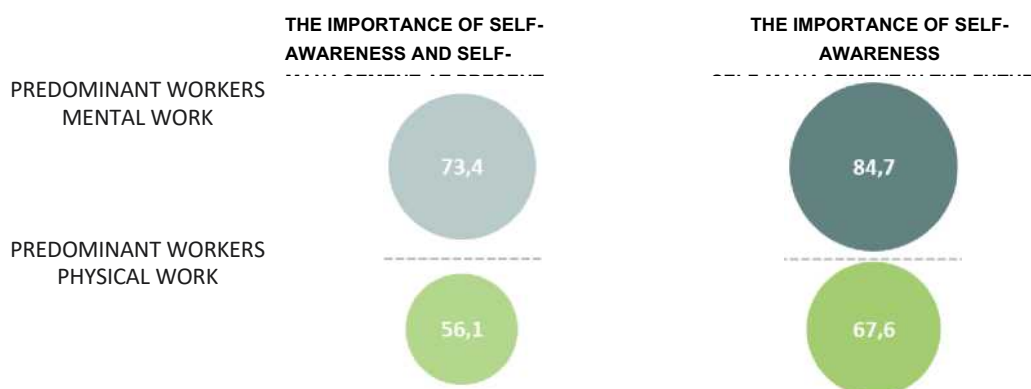 THE IMPORTANCE OF SELF-
AWARENESS AND SELF-
THE IMPORTANCE OF SELF-
AWARENESS
PREDOMINANT WORKERS
MENTAL WORK
73,4
84,7
PREDOMINANT WORKERS
PHYSICAL WORK
56,1
67,6